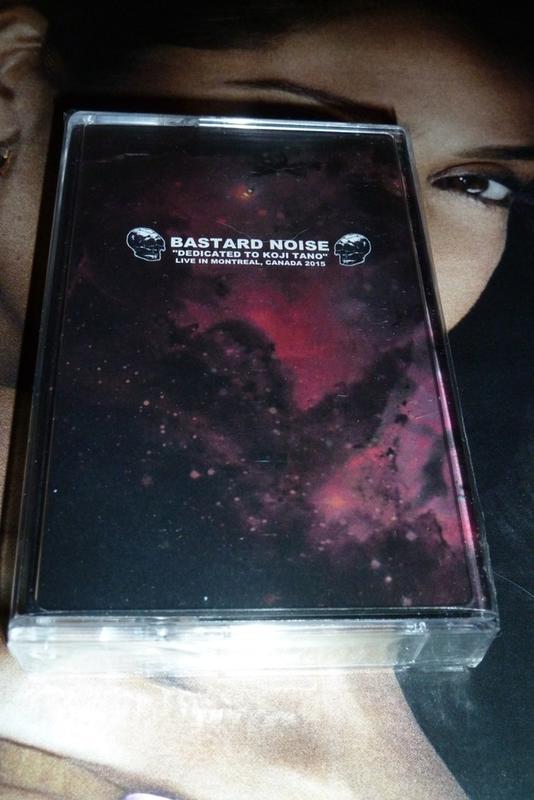 BASTARD NOISE
"DEDICATED TO KOJI TANO"
LIVE IN MONTREAL, CANADA 2015